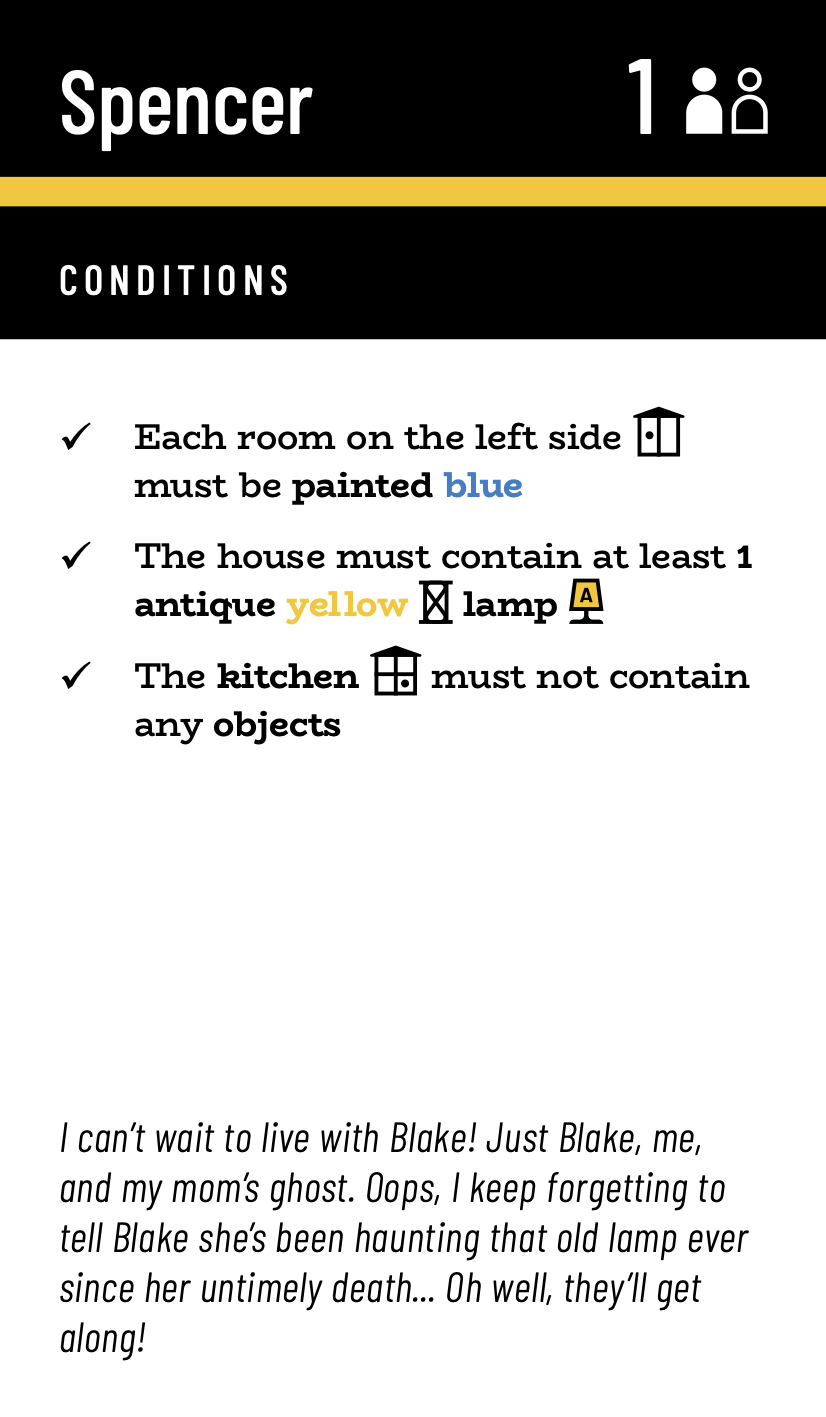 Spencer 1
CONDITIONS
✓ Each room on the left side
must be painted blue
✓ The house must contain at least 1
antique yellow lamp A
✓ The kitchen must not contain
any objects
I can’t wait to live with Blake! Just Blake, me,
and my mom’s ghost. Oops, I keep forgetting to
tell Blake she’s been haunting that old lamp ever
since her untimely death... Oh well, they’ll get
along!